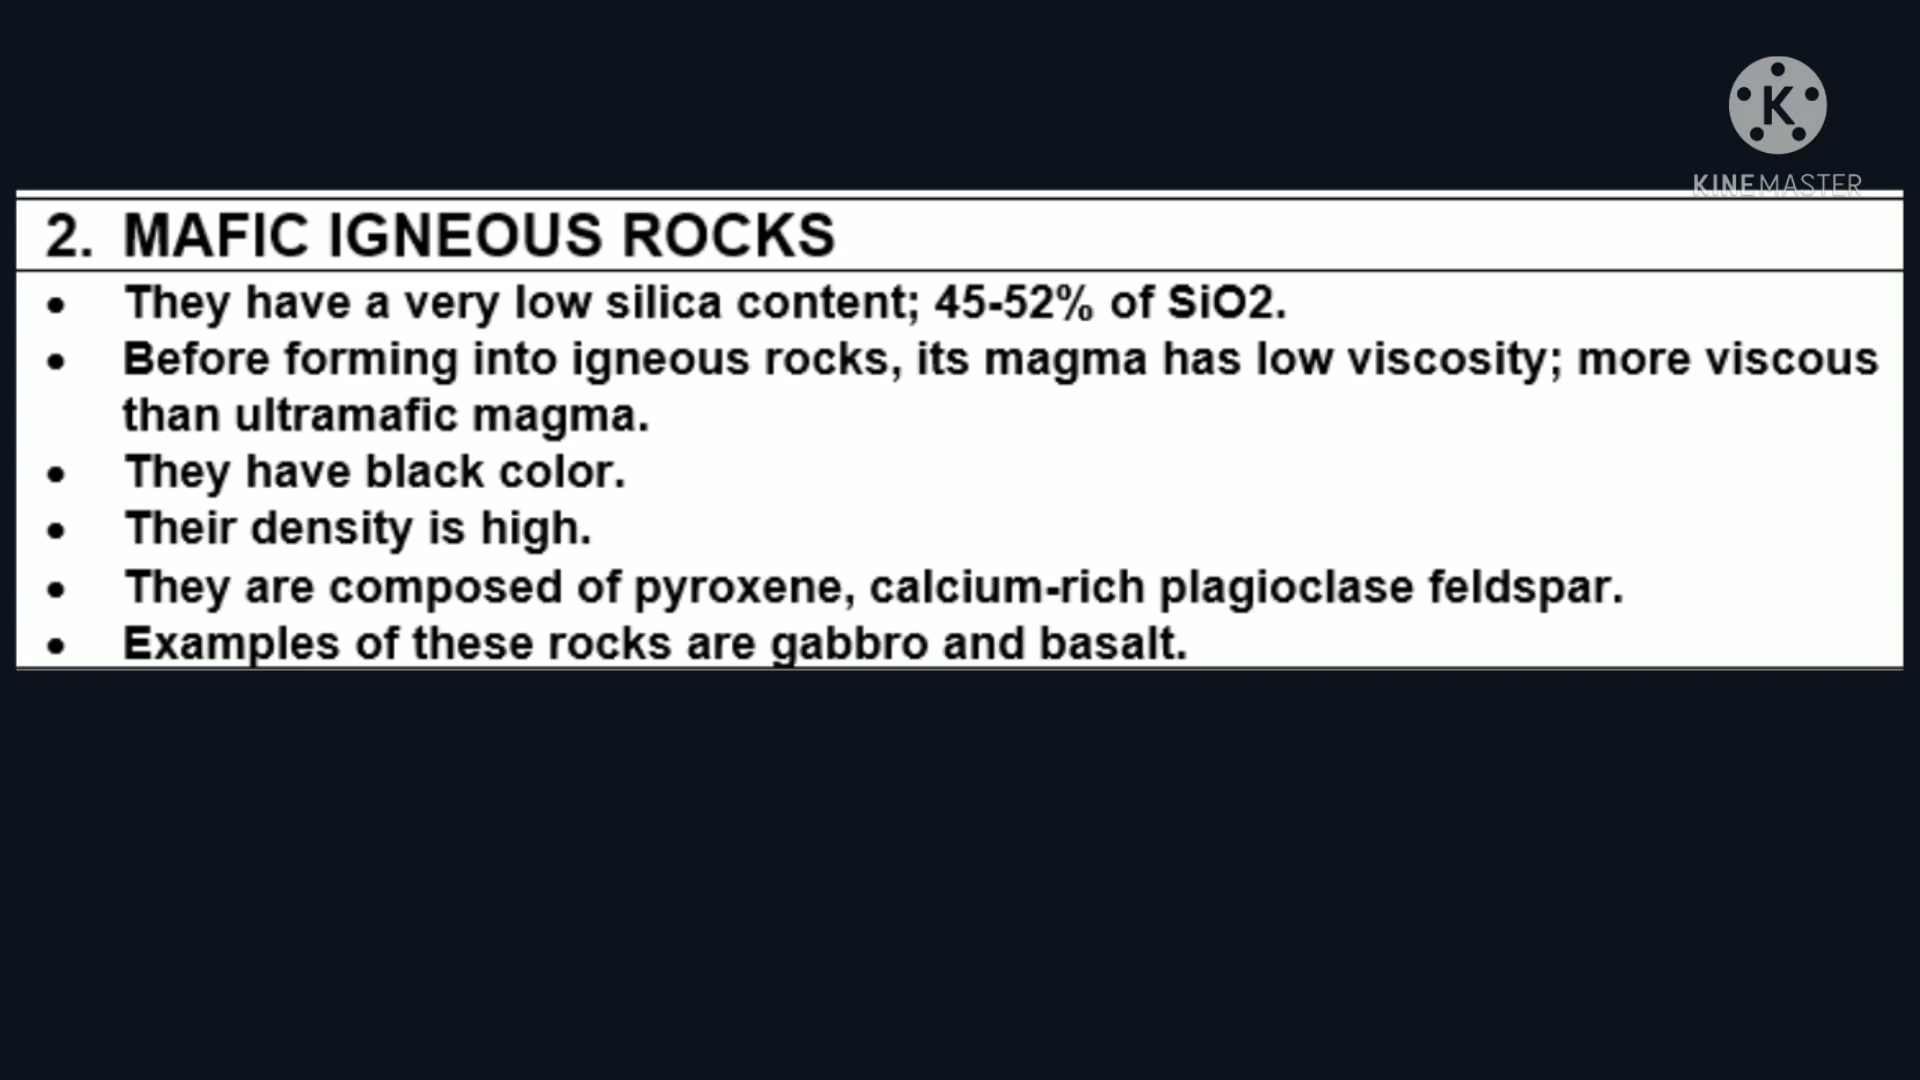 K
KINEMASTER
2. MAFIC IGNEOUS ROCKS
• They have a very low silica content; 45-52% of SiO2.
• Before forming into igneous rocks, its magma has low viscosity; more viscous
than ultramafic magma.
• They have black color.
• Their density is high.
• They are composed of pyroxene, calcium-rich plagioclase feldspar.
• Examples of these rocks are gabbro and basalt.